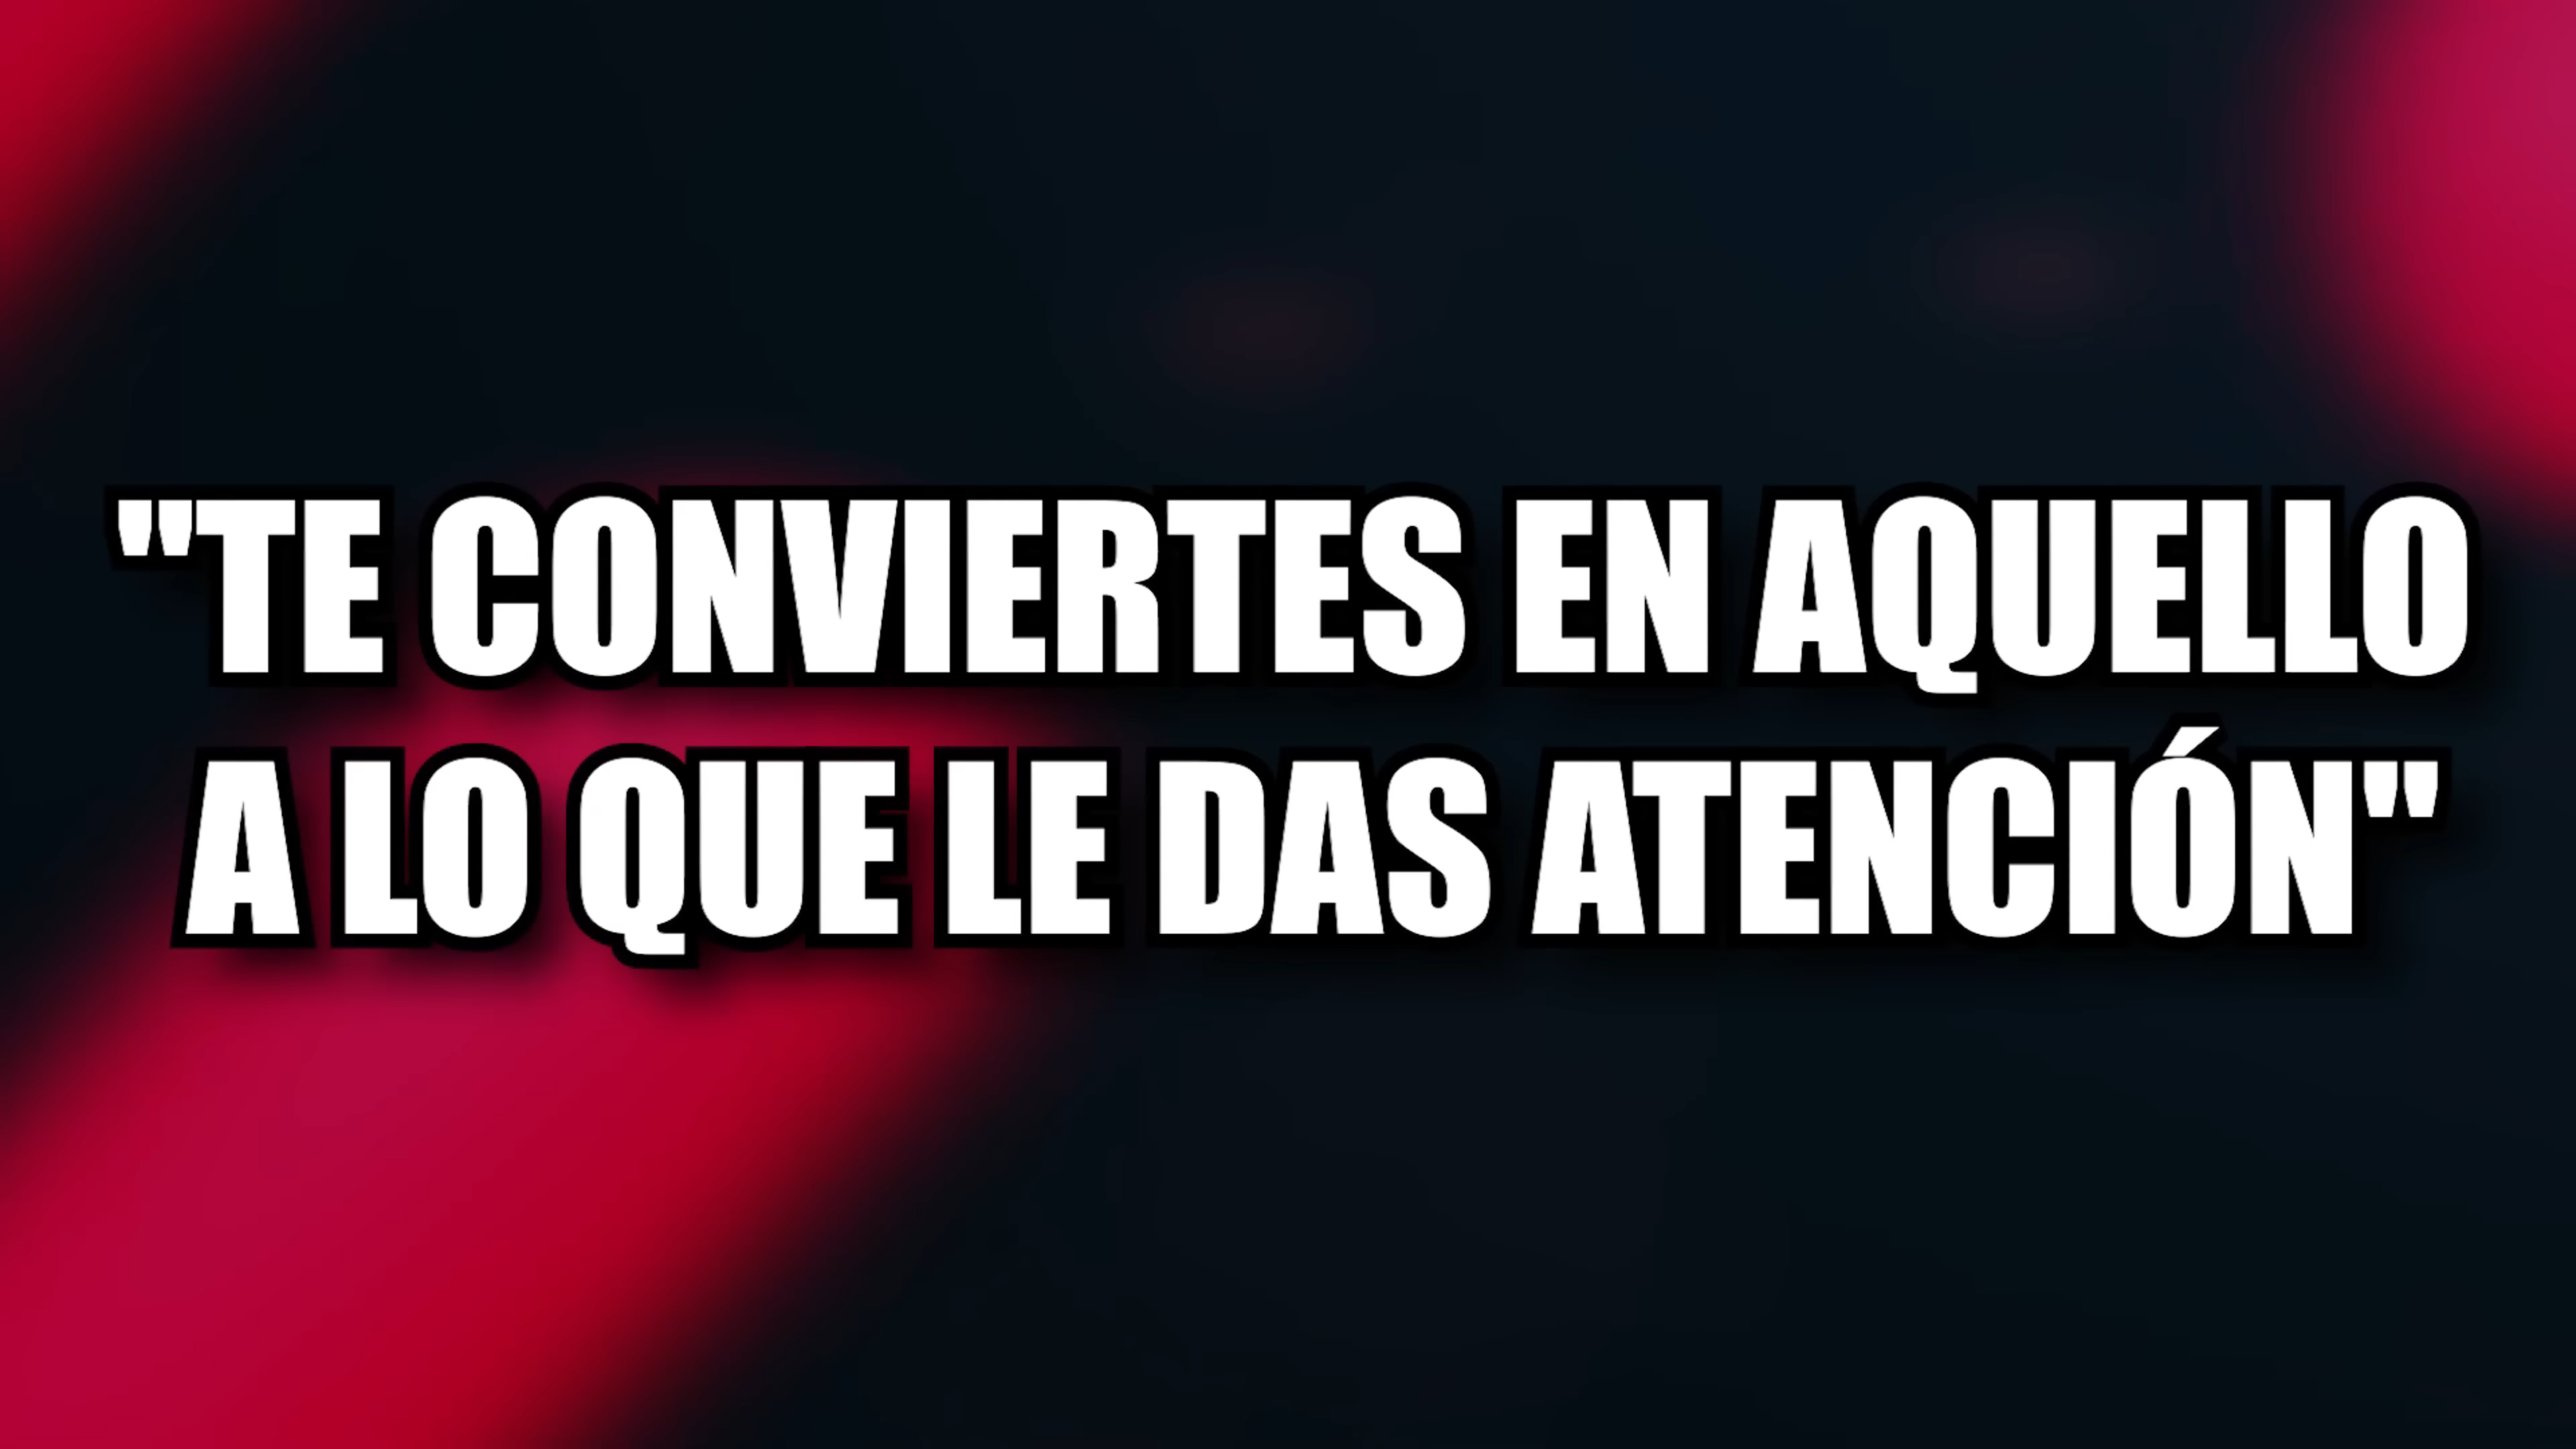 "TE CONVIERTES EN AQUELLO
A LO QUE LE DAS ATENCIÓN"